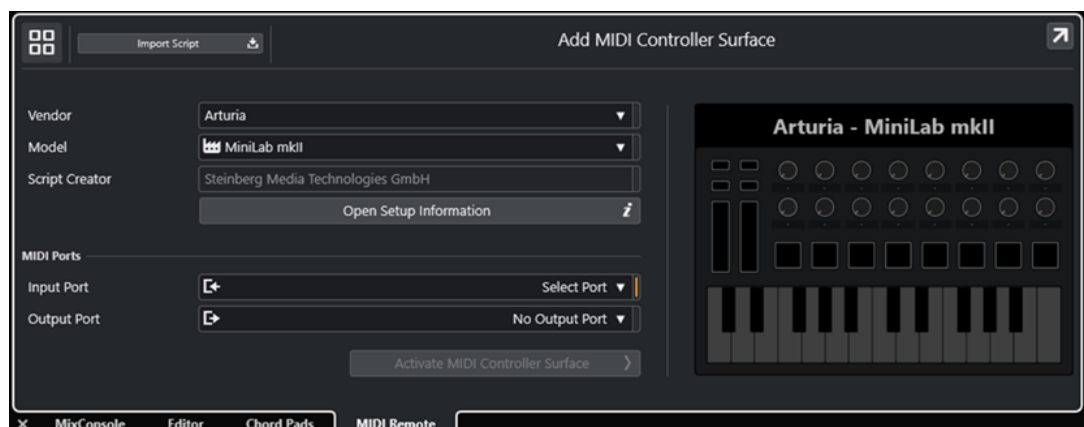 Import Script
Add MIDI Controller Surface
Vendor
Arturia
Model
MiniLab mkII
Script Creator
Steinberg Media Technologies GmbH
Open Setup Information
i
MIDI Ports
Input Port
Select Port
Output Port
No Output Port
Activate MIDI Controller Surface
Arturia - MiniLab mkII
MixConsole Editor Chord Pads MIDI Remote